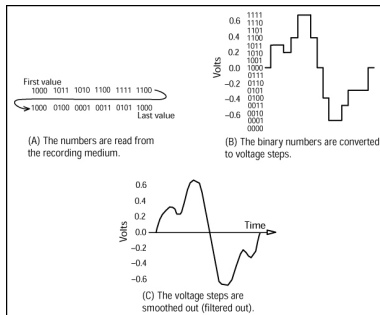 First value
1000 1011 1010 1100 1111 1100
1000 0100 0001 0011 0101 1000
Last value
(A) The numbers are read from
the recording medium.
Volts
1111
0.6 1110
1101
0.4 1100
1011
0.2 1010
1001
0.0 1000
0111
−0.2 0110
0101
−0.4 0100
0011
−0.6 0010
0001
0000
(B) The binary numbers are converted
to voltage steps.
Volts
0.6
0.4
0.2
0.0
−0.2
−0.4
−0.6
Time
(C) The voltage steps are
smoothed out (filtered out).